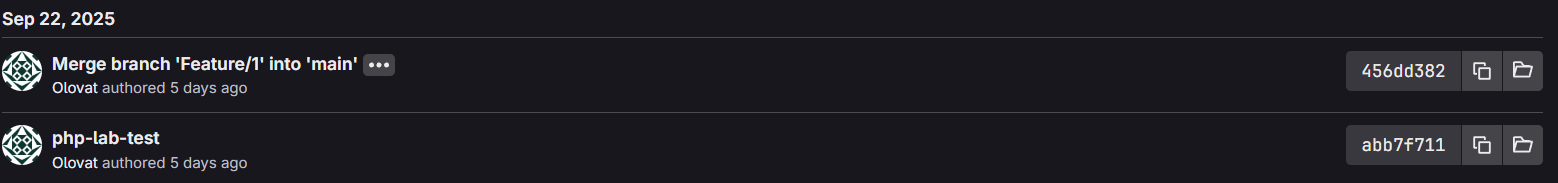 Sep 22, 2025
Merge branch 'Feature/1' into 'main' •••
Olovat authored 5 days ago
456dd382
php-lab-test
Olovat authored 5 days ago
abb7f711